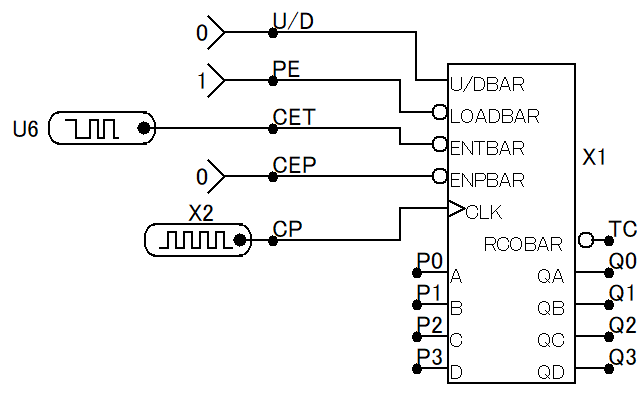 0 U/D
1 PE
U/DBAR
LOADBAR
U6 CET
ENTBAR X1
0 CEP
ENPBAR
X2
CP CLK
RCOBAR TC
P0 A QA Q0
P1 B QB Q1
P2 C QC Q2
P3 D QD Q3